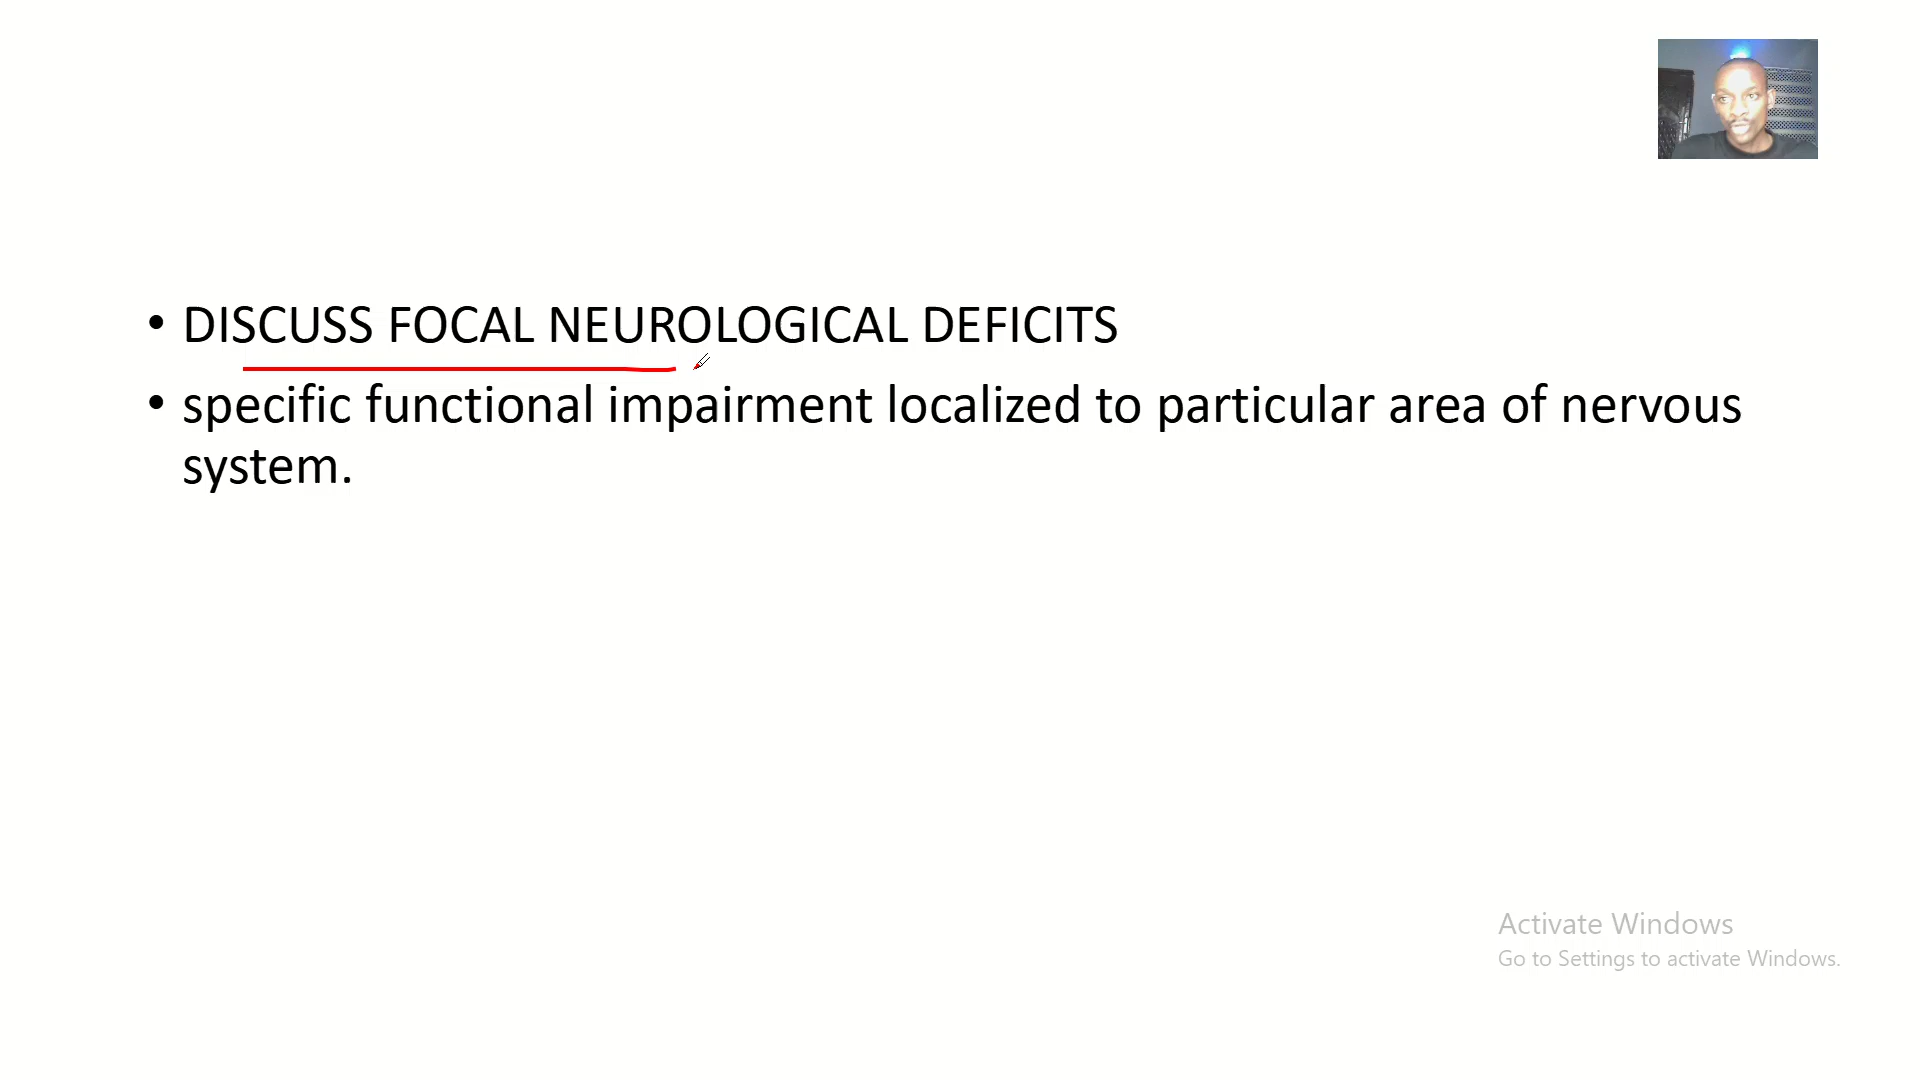 • DISCUSS FOCAL NEUROLOGICAL DEFICITS
• specific functional impairment localized to particular area of nervous
system.
Activate Windows
Go to Settings to activate Windows.